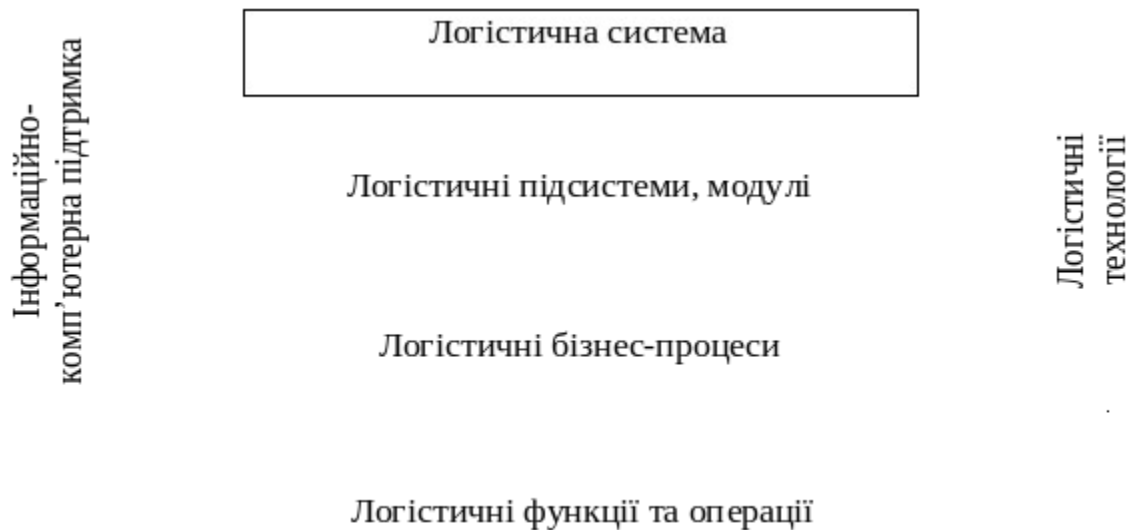 Логістична система
Інформаційно-
комп’ютерна підтримка
Логістичні
технології
Логістичні підсистеми, модулі
Логістичні бізнес-процеси
Логістичні функції та операції